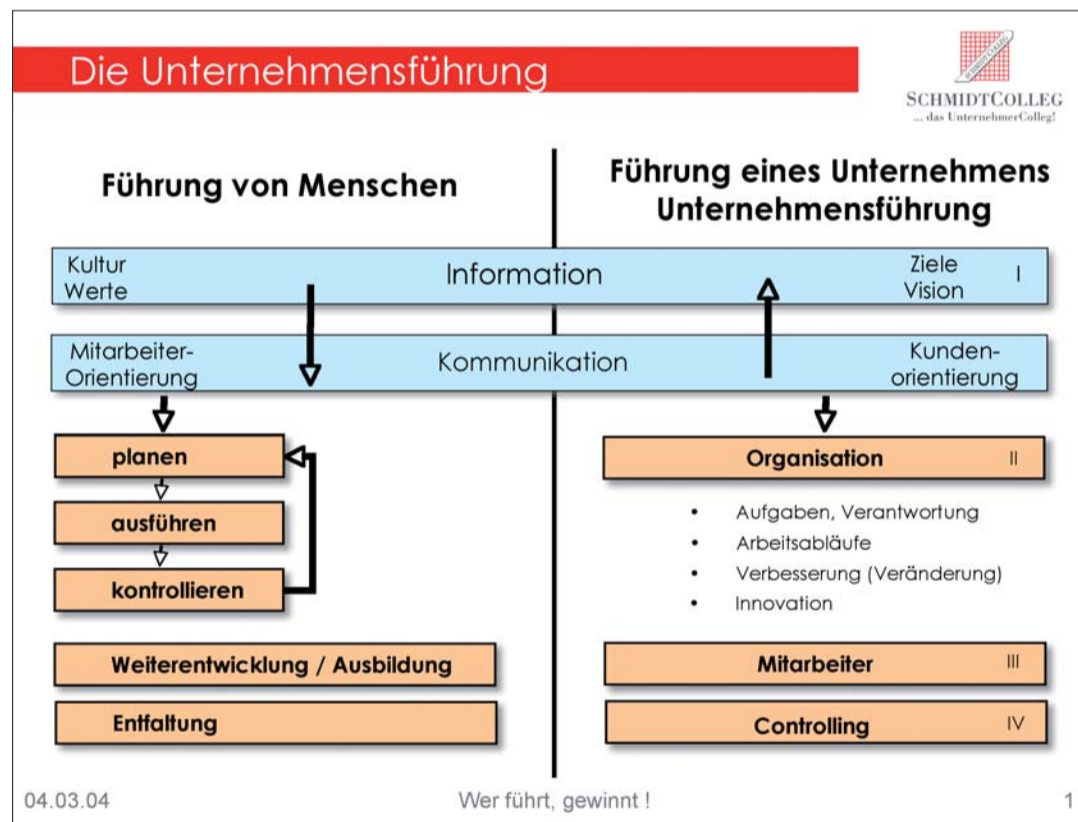 Die Unternehmensführung
SCHMIDT COLLEG
SCHMIDTCOLLEG
... das UnternehmerColleg!
Führung von Menschen
Führung eines Unternehmens
Unternehmensführung
Kultur
Werte
Information
Ziele
Vision
I
Mitarbeiter-
Orientierung
Kommunikation
Kunden-
orientierung
planen
ausführen
kontrollieren
Weiterentwicklung / Ausbildung
Entfaltung
Organisation
II
• Aufgaben, Verantwortung
• Arbeitsabläufe
• Verbesserung (Veränderung)
• Innovation
Mitarbeiter
III
Controlling
IV
04.03.04
Wer führt, gewinnt !
1